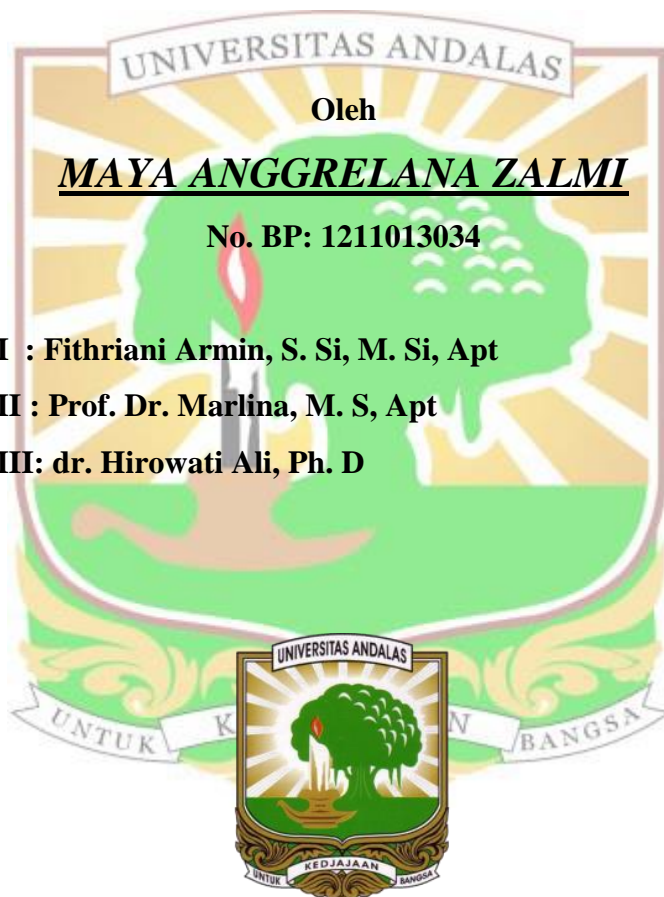 UNIVERSITAS ANDALAS
Oleh
MAYA ANGGRELANA ZALMI
No. BP: 1211013034
I : Fithriani Armin, S. Si, M. Si, Apt
II : Prof. Dr. Marlina, M. S, Apt
III: dr. Hirowati Ali, Ph. D
UNIVERSITAS ANDALAS
UNTUK K N BANGSA
UNTUK KEDJAJAAN BANGSA